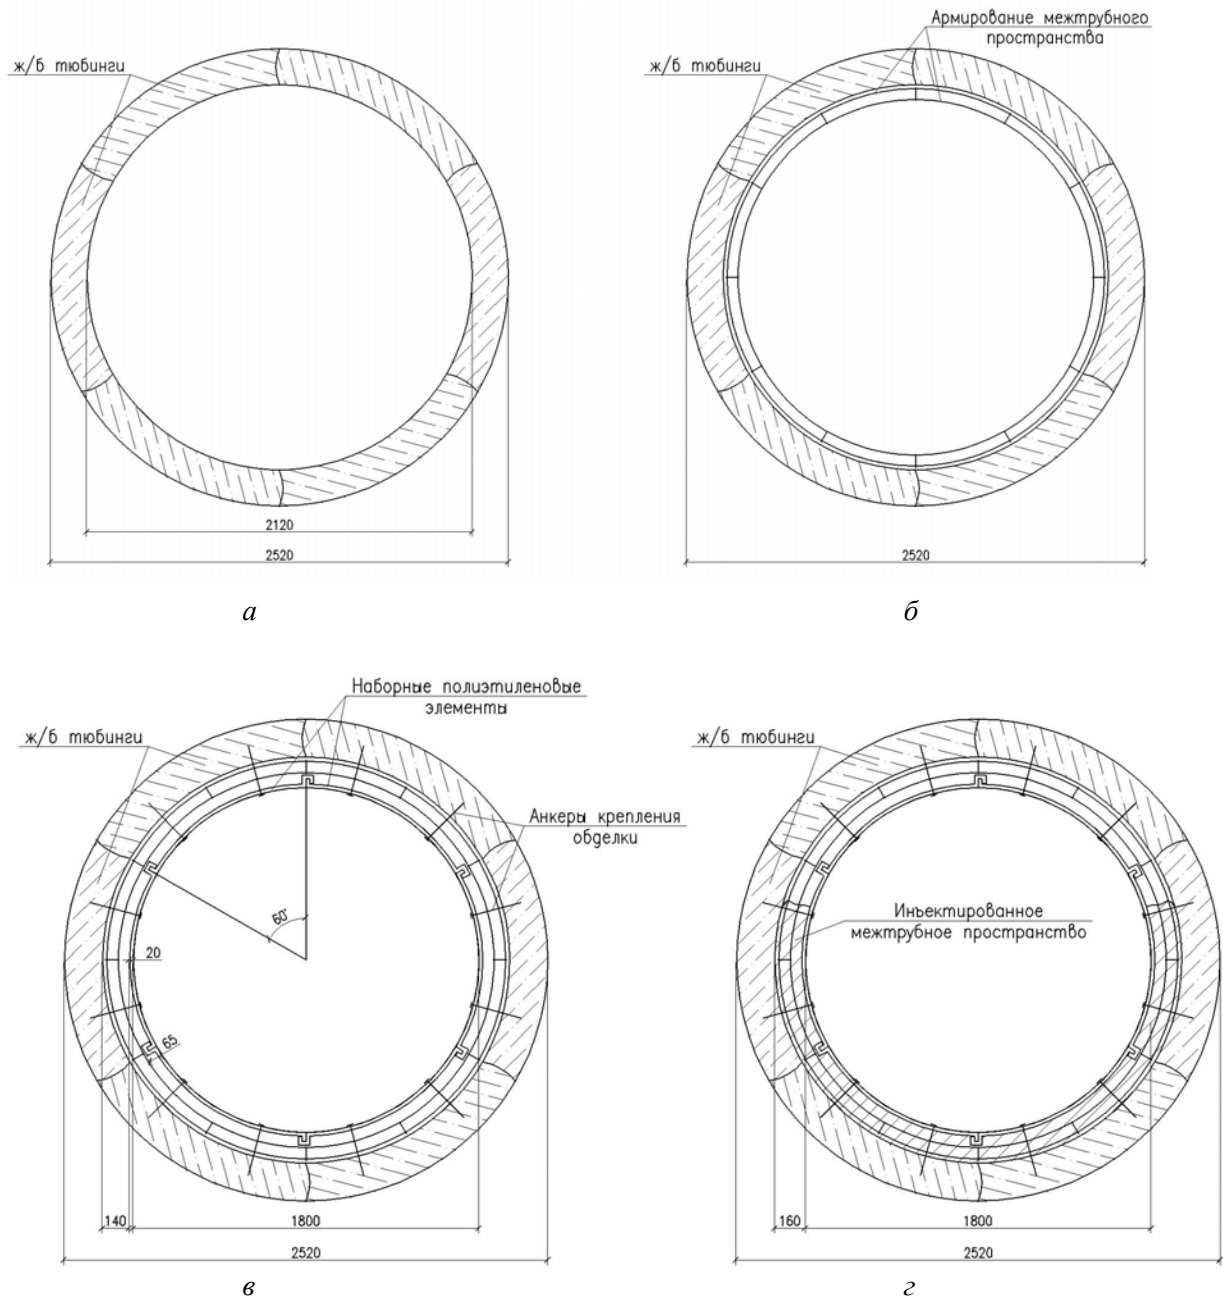 ж/б тюбинги
2120
2520
а
Армирование межтрубного
пространства
ж/б тюбинги
2520
б
Наборные полиэтиленовые
элементы
ж/б тюбинги
Анкеры крепления
обделки
60°
20
65
140
1800
2520
в
ж/б тюбинги
Инъектированное
межтрубное пространство
160
1800
2520
г